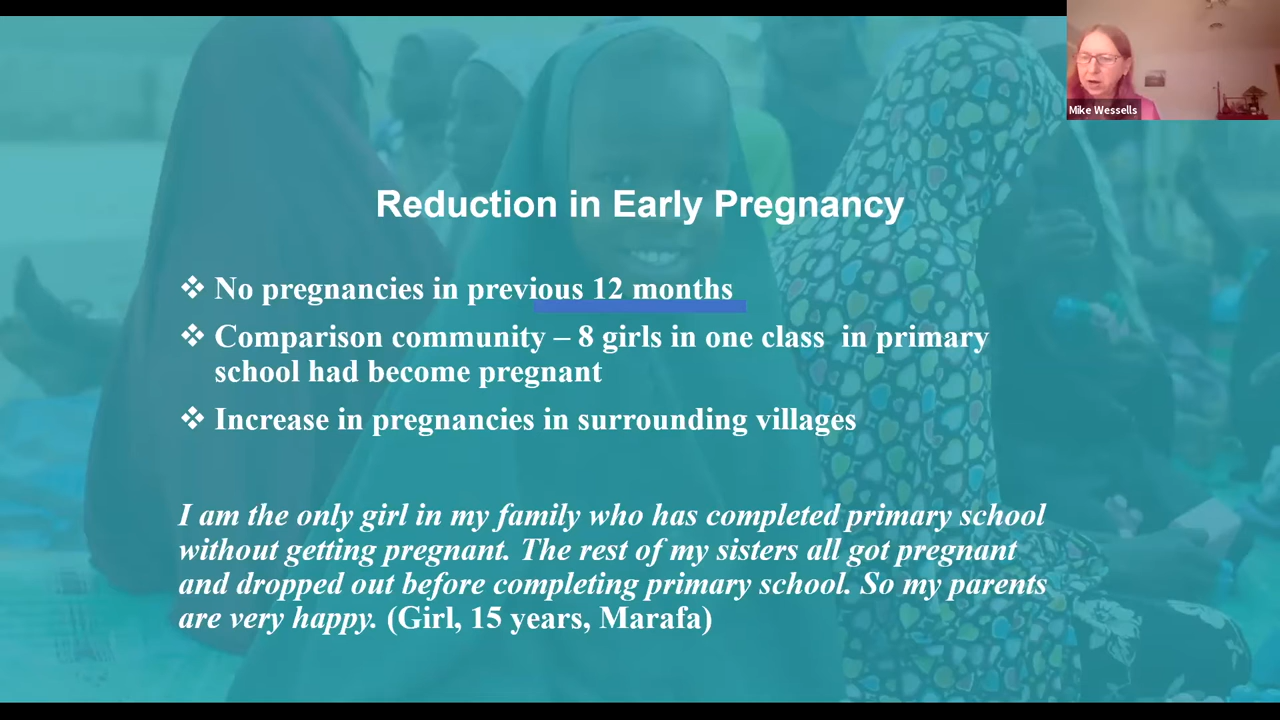 Mike Wessells
Reduction in Early Pregnancy
❖ No pregnancies in previous 12 months
❖ Comparison community – 8 girls in one class in primary
school had become pregnant
❖ Increase in pregnancies in surrounding villages
I am the only girl in my family who has completed primary school
without getting pregnant. The rest of my sisters all got pregnant
and dropped out before completing primary school. So my parents
are very happy. (Girl, 15 years, Marafa)